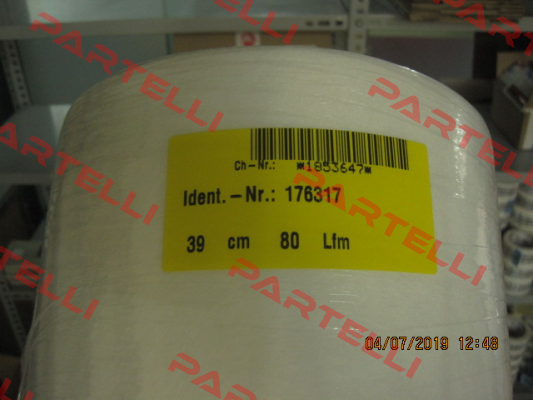 PARTELLI
PARTELLI
PARTELLI
PARTELLI
PARTELLI
PARTELLI
Ch-Nr.: *1853647*
Ident.-Nr.: 176317
39 cm 80 Lfm
04/07/2019 12:48